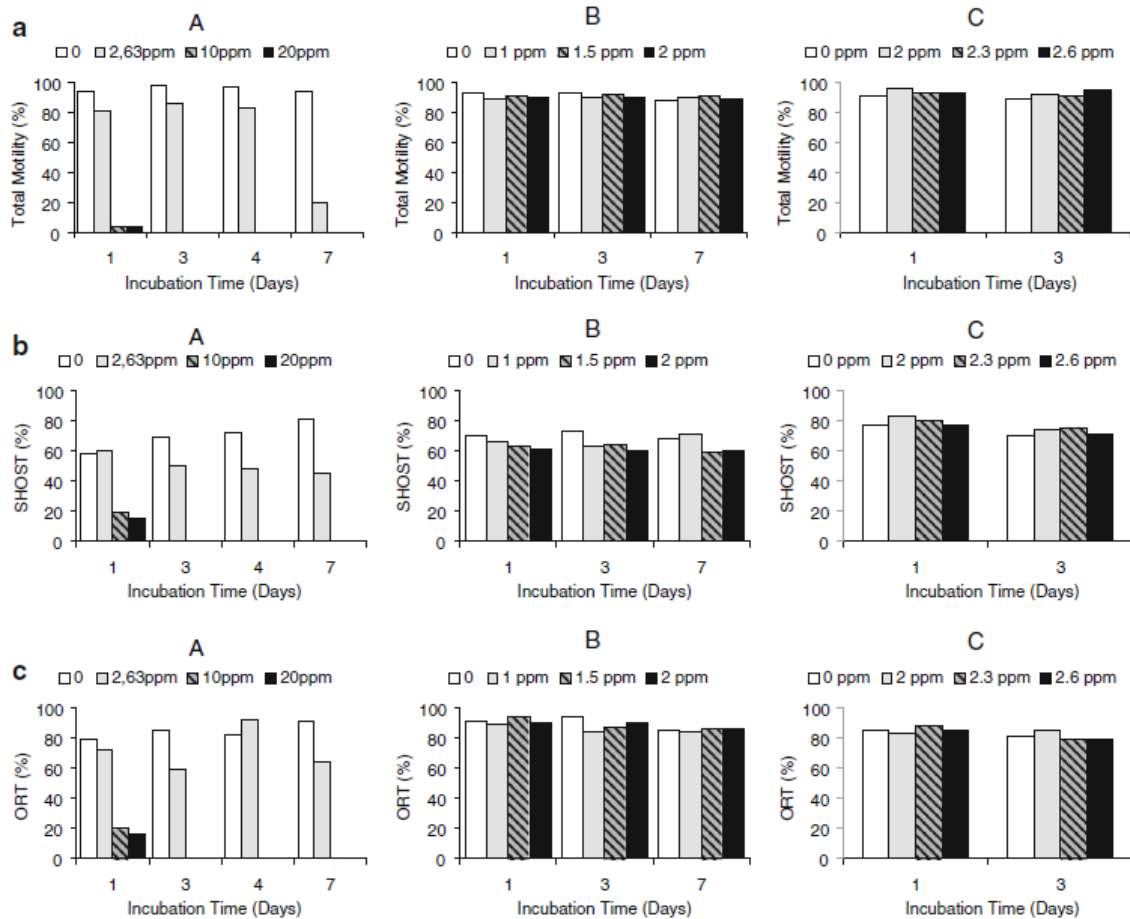 a
A
B
C
0 2,63ppm 10ppm 20ppm
0 1 ppm 1.5 ppm 2 ppm
0 ppm 2 ppm 2.3 ppm 2.6 ppm
Total Motility (%)
100
80
60
40
20
0
1 3 4 7
Incubation Time (Days)
Total Motility (%)
100
80
60
40
20
0
1 3 7
Incubation Time (Days)
Total Motility (%)
100
80
60
40
20
0
1 3
Incubation Time (Days)
b
A
B
C
0 2,63ppm 10ppm 20ppm
0 1 ppm 1.5 ppm 2 ppm
0 ppm 2 ppm 2.3 ppm 2.6 ppm
SHOST (%)
100
80
60
40
20
0
1 3 4 7
Incubation Time (Days)
SHOST (%)
100
80
60
40
20
0
1 3 7
Incubation Time (Days)
SHOST (%)
100
80
60
40
20
0
1 3
Incubation Time (Days)
c
A
B
C
0 2,63ppm 10ppm 20ppm
0 1 ppm 1.5 ppm 2 ppm
0 ppm 2 ppm 2.3 ppm 2.6 ppm
ORT (%)
100
80
60
40
20
0
1 3 4 7
Incubation Time (Days)
ORT (%)
100
80
60
40
20
0
1 3 7
Incubation Time (Days)
ORT (%)
100
80
60
40
20
0
1 3
Incubation Time (Days)